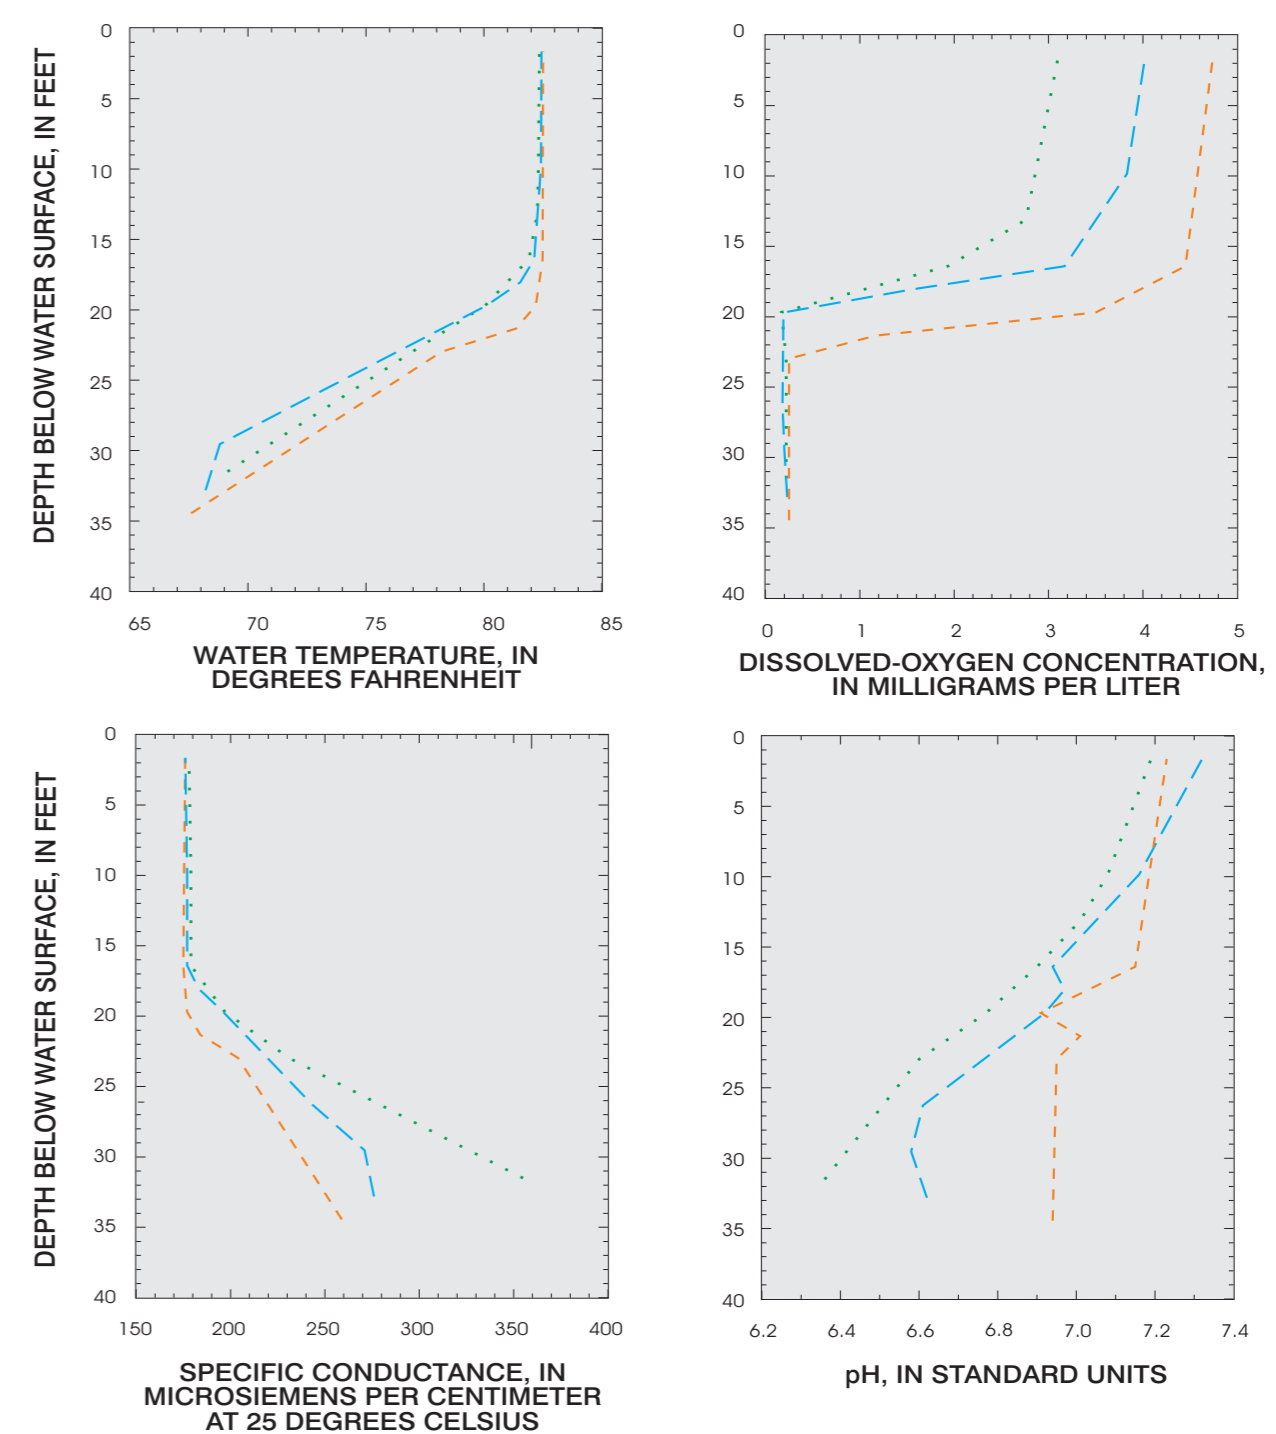 0
5
10
15
20
25
30
35
40
DEPTH BELOW WATER SURFACE, IN FEET
65 70 75 80 85
WATER TEMPERATURE, IN
DEGREES FAHRENHEIT
0
5
10
15
20
25
30
35
40
0 1 2 3 4 5
DISSOLVED-OXYGEN CONCENTRATION,
IN MILLIGRAMS PER LITER
0
5
10
15
20
25
30
35
40
DEPTH BELOW WATER SURFACE, IN FEET
150 200 250 300 350 400
SPECIFIC CONDUCTANCE, IN
MICROSIEMENS PER CENTIMETER
AT 25 DEGREES CELSIUS
0
5
10
15
20
25
30
35
40
6.2 6.4 6.6 6.8 7.0 7.2 7.4
pH, IN STANDARD UNITS